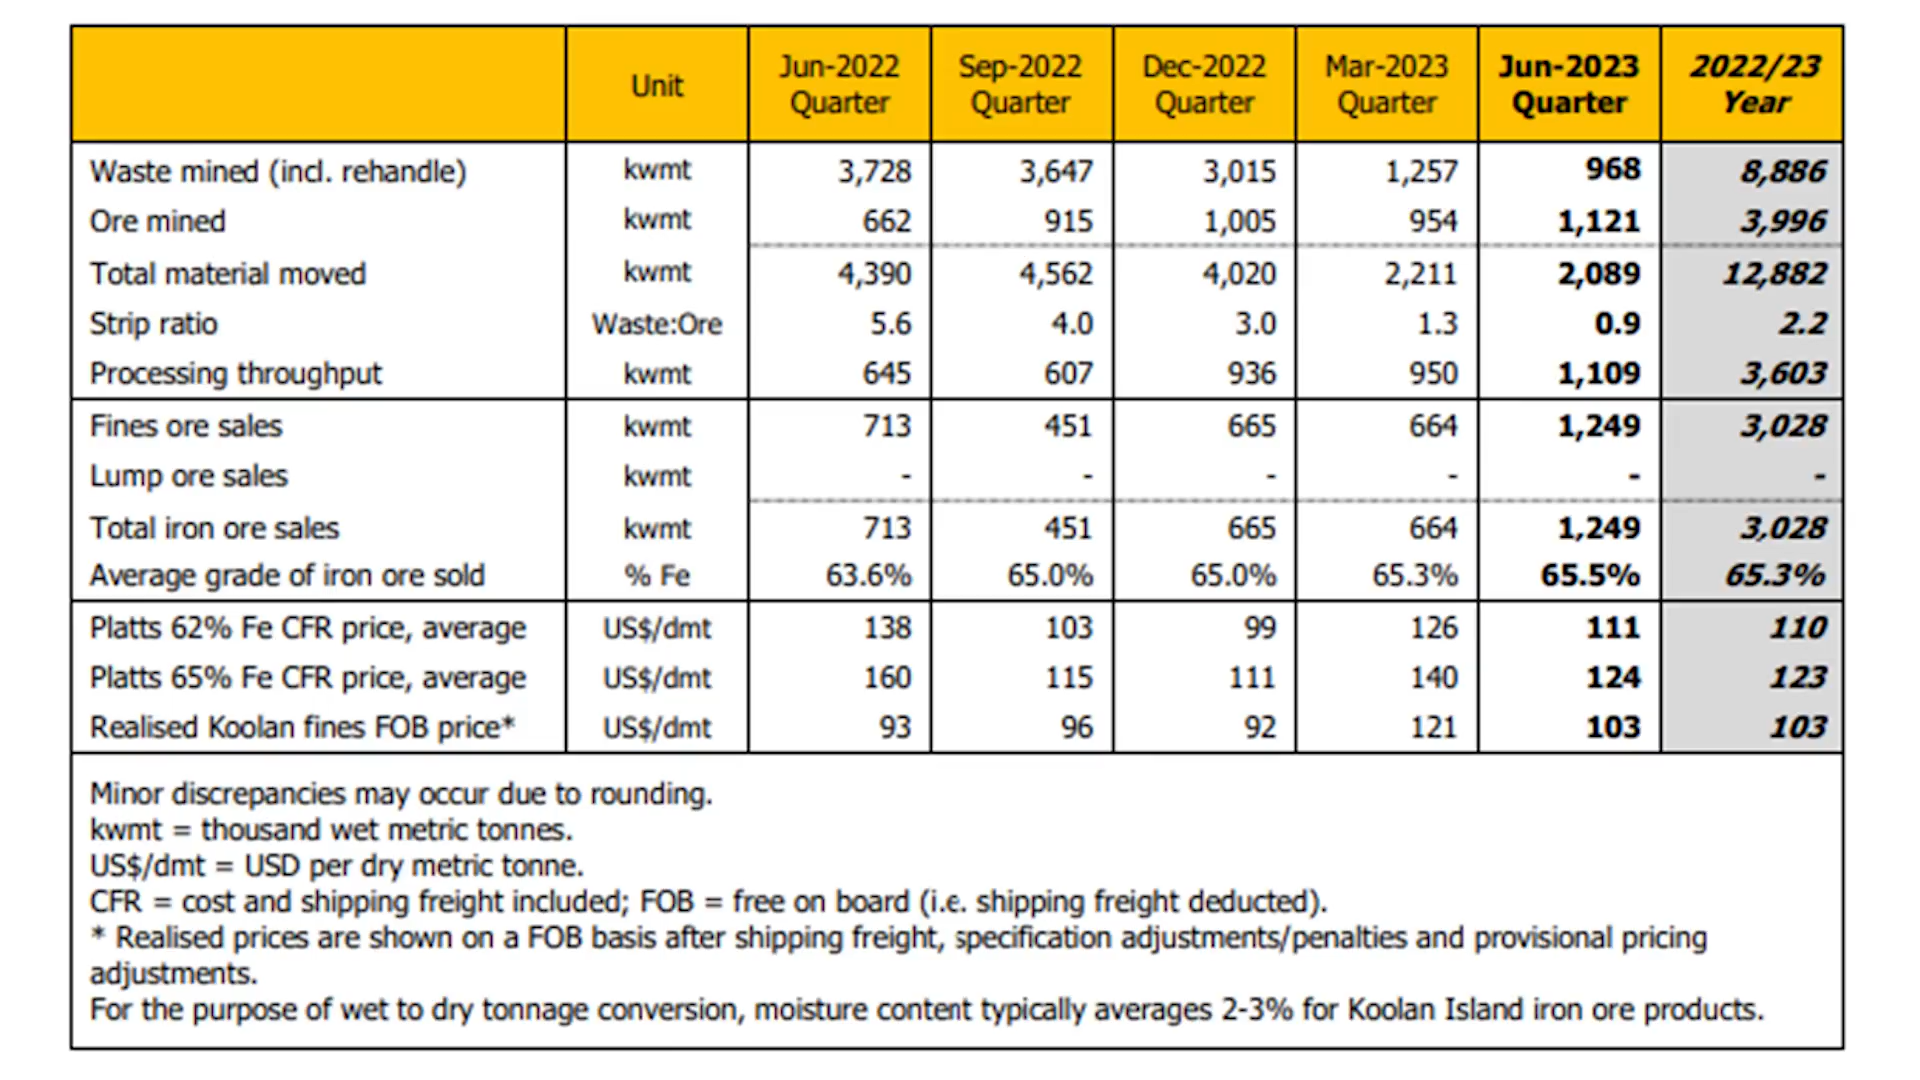 Unit Jun-2022 Quarter Sep-2022 Quarter Dec-2022 Quarter Mar-2023 Quarter Jun-2023 Quarter 2022/23 Year
Waste mined (incl. rehandle) kwmt 3,728 3,647 3,015 1,257 968 8,886
Ore mined kwmt 662 915 1,005 954 1,121 3,996
Total material moved kwmt 4,390 4,562 4,020 2,211 2,089 12,882
Strip ratio Waste:Ore 5.6 4.0 3.0 1.3 0.9 2.2
Processing throughput kwmt 645 607 936 950 1,109 3,603
Fines ore sales kwmt 713 451 665 664 1,249 3,028
Lump ore sales kwmt - - - - - -
Total iron ore sales kwmt 713 451 665 664 1,249 3,028
Average grade of iron ore sold % Fe 63.6% 65.0% 65.0% 65.3% 65.5% 65.3%
Platts 62% Fe CFR price, average US$/dmt 138 103 99 126 111 110
Platts 65% Fe CFR price, average US$/dmt 160 115 111 140 124 123
Realised Koolan fines FOB price* US$/dmt 93 96 92 121 103 103
Minor discrepancies may occur due to rounding.
kwmt = thousand wet metric tonnes.
US$/dmt = USD per dry metric tonne.
CFR = cost and shipping freight included; FOB = free on board (i.e. shipping freight deducted).
* Realised prices are shown on a FOB basis after shipping freight, specification adjustments/penalties and provisional pricing
adjustments.
For the purpose of wet to dry tonnage conversion, moisture content typically averages 2-3% for Koolan Island iron ore products.